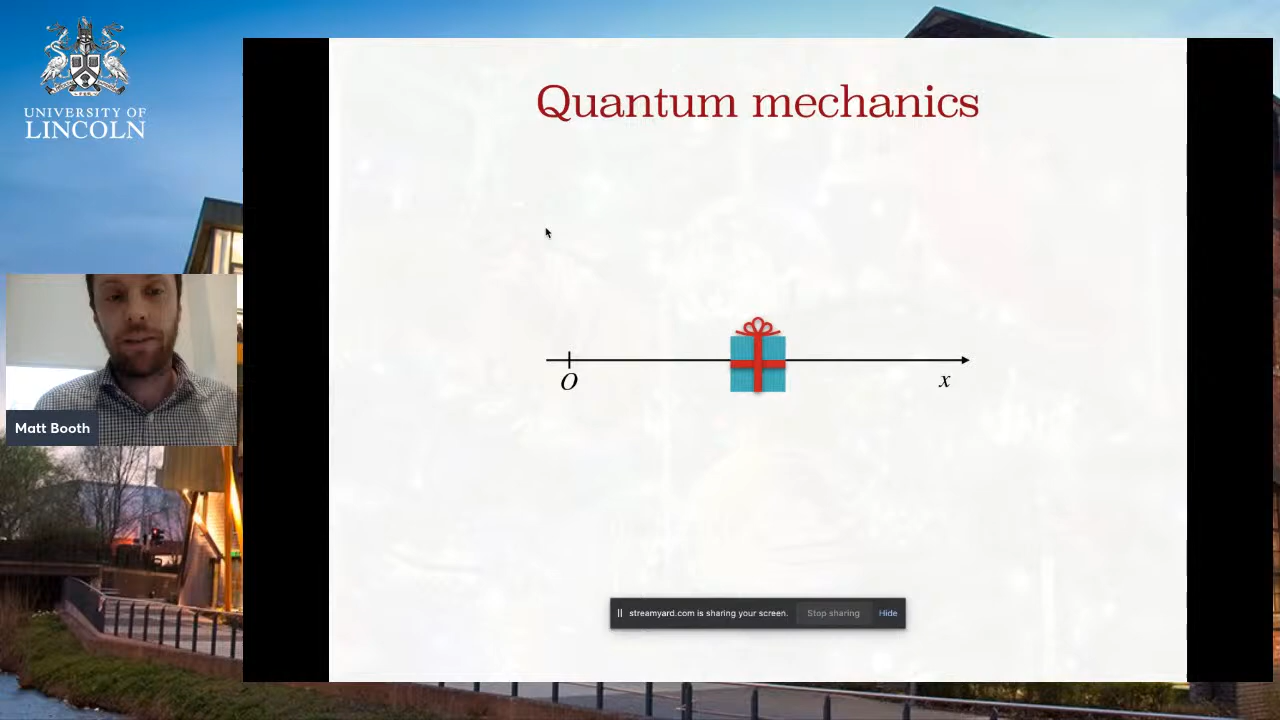 UNIVERSITY OF
LINCOLN
Quantum mechanics
O
x
Matt Booth
streamyard.com is sharing your screen.
Stop sharing
Hide